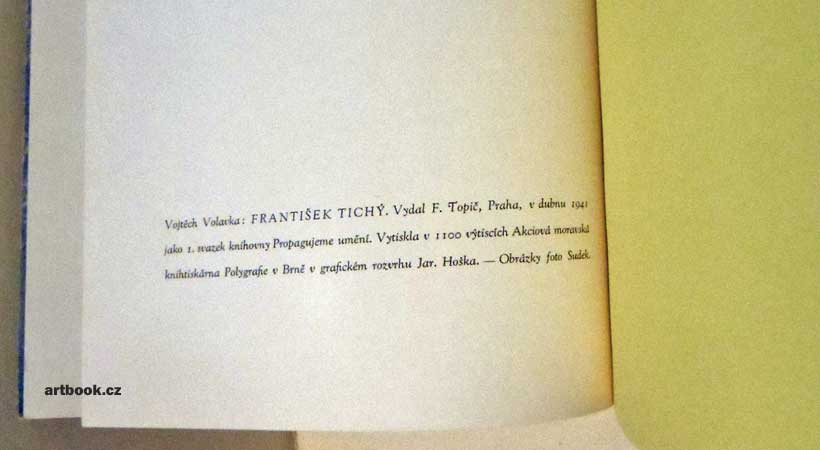 Vojtěch Volavka: FRANTIŠEK TICHÝ. Vydal F. Topič, Praha, v dubnu 1941
jako 1. svazek knihovny Propagujeme umění. Vytiskla v 1100 výtiscích Akciová moravská
knihtiskárna Polygrafie v Brně v grafickém rozvrhu Jar. Hoška. — Obrázky foto Sudek.
artbook.cz